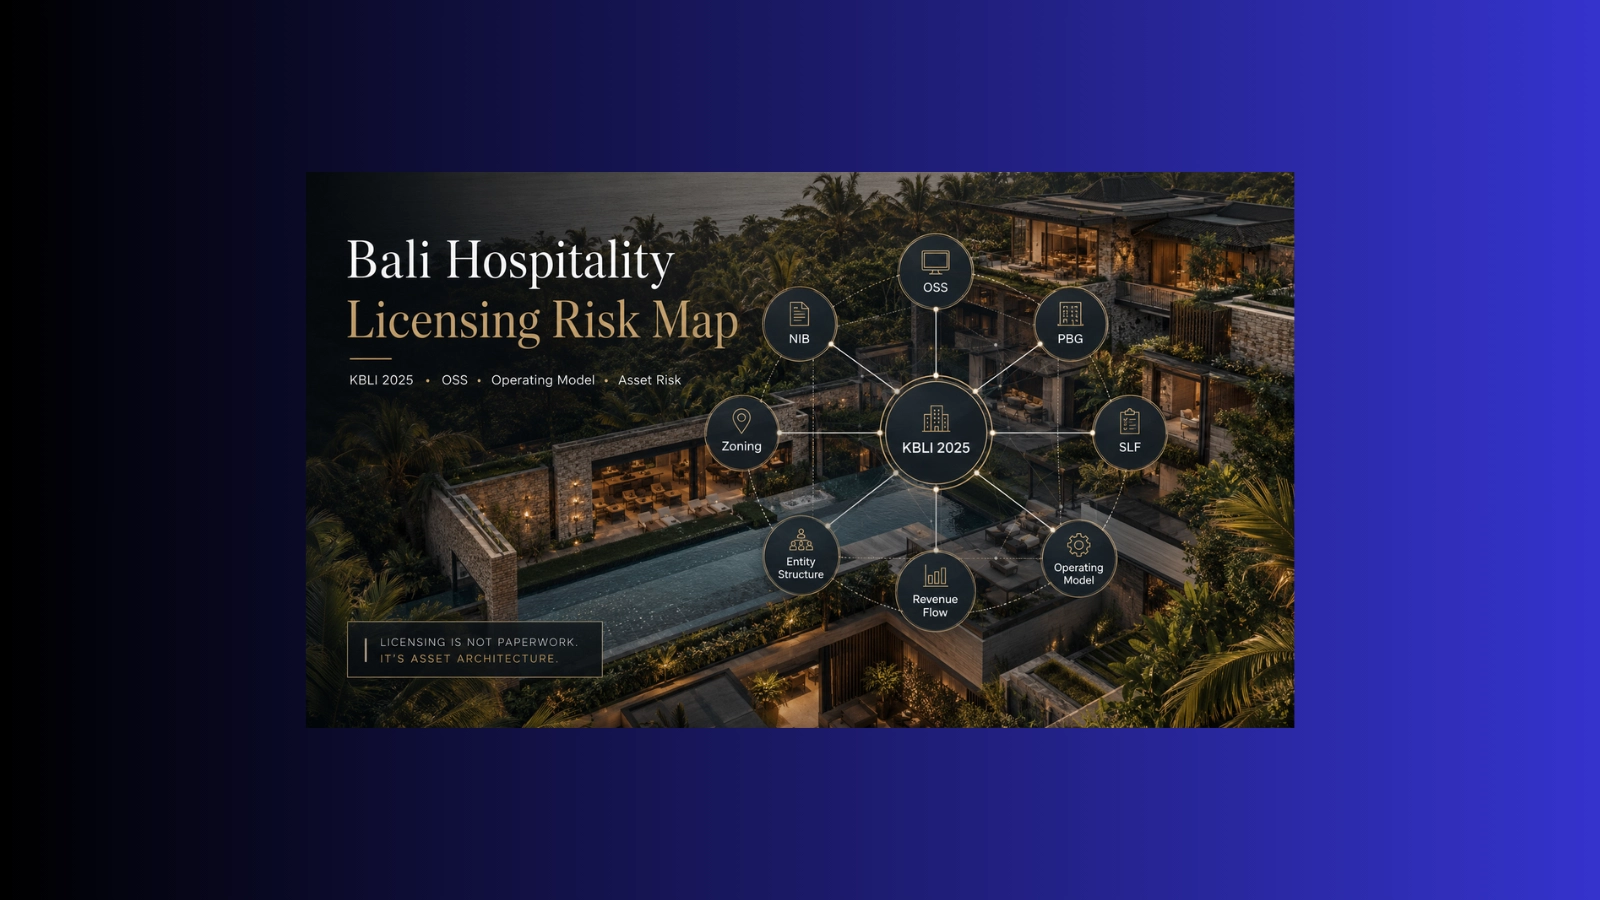 Bali Hospitality
Licensing Risk Map
KBLI 2025 • OSS • Operating Model • Asset Risk
OSS
NIB
PBG
Zoning
KBLI 2025
SLF
Entity
Structure
Revenue
Flow
Operating
Model
LICENSING IS NOT PAPERWORK.
IT'S ASSET ARCHITECTURE.